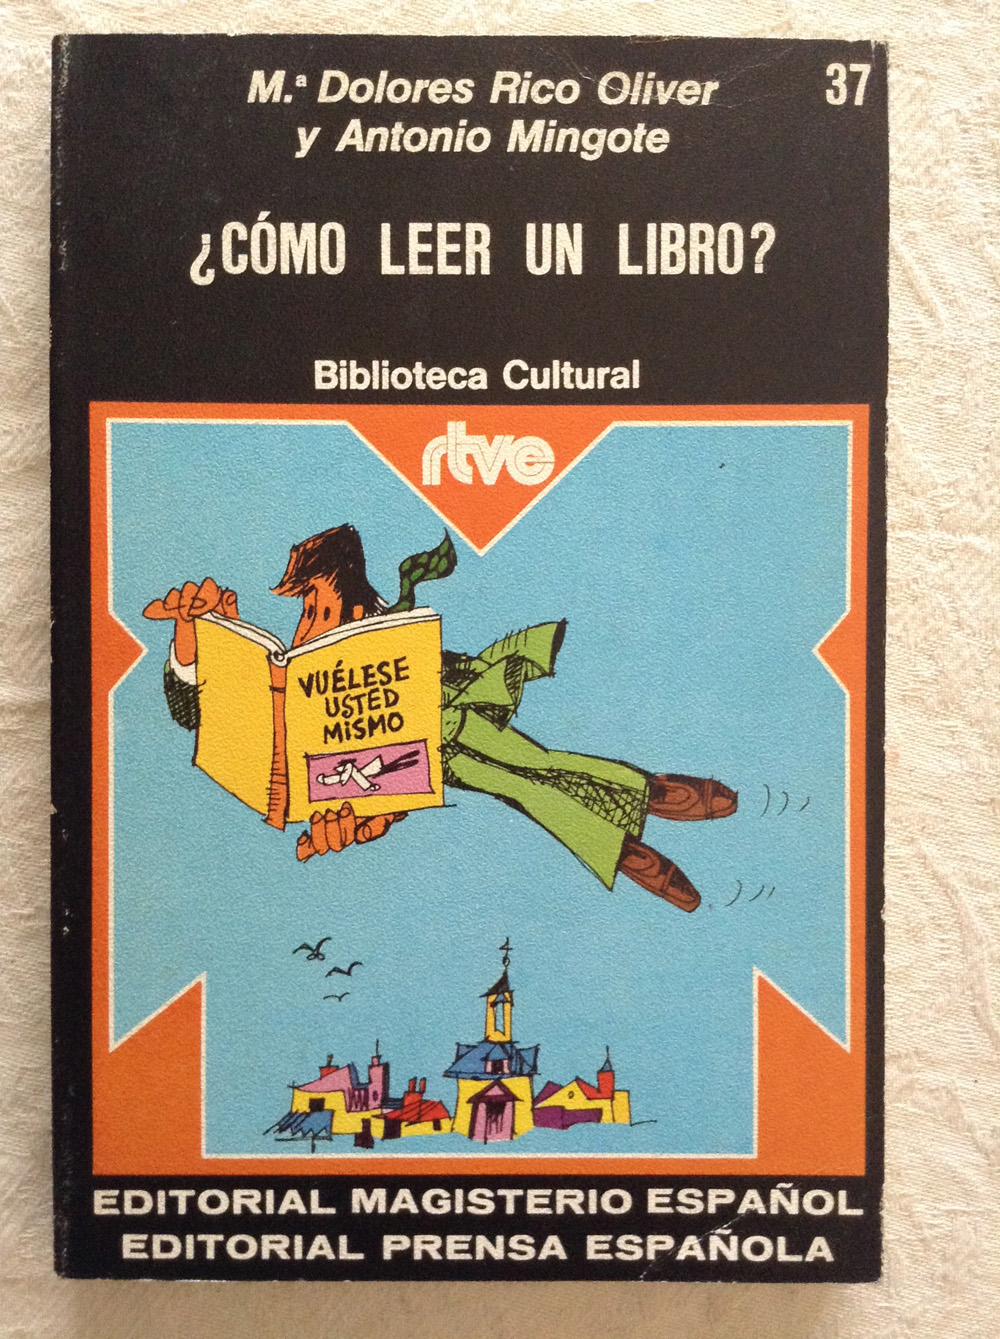 M.ª Dolores Rico Oliver
37
y Antonio Mingote
¿CÓMO LEER UN LIBRO?
Biblioteca Cultural
rtve
VUÉLESE
USTED
MISMO
EDITORIAL MAGISTERIO ESPAÑOL
EDITORIAL PRENSA ESPAÑOLA